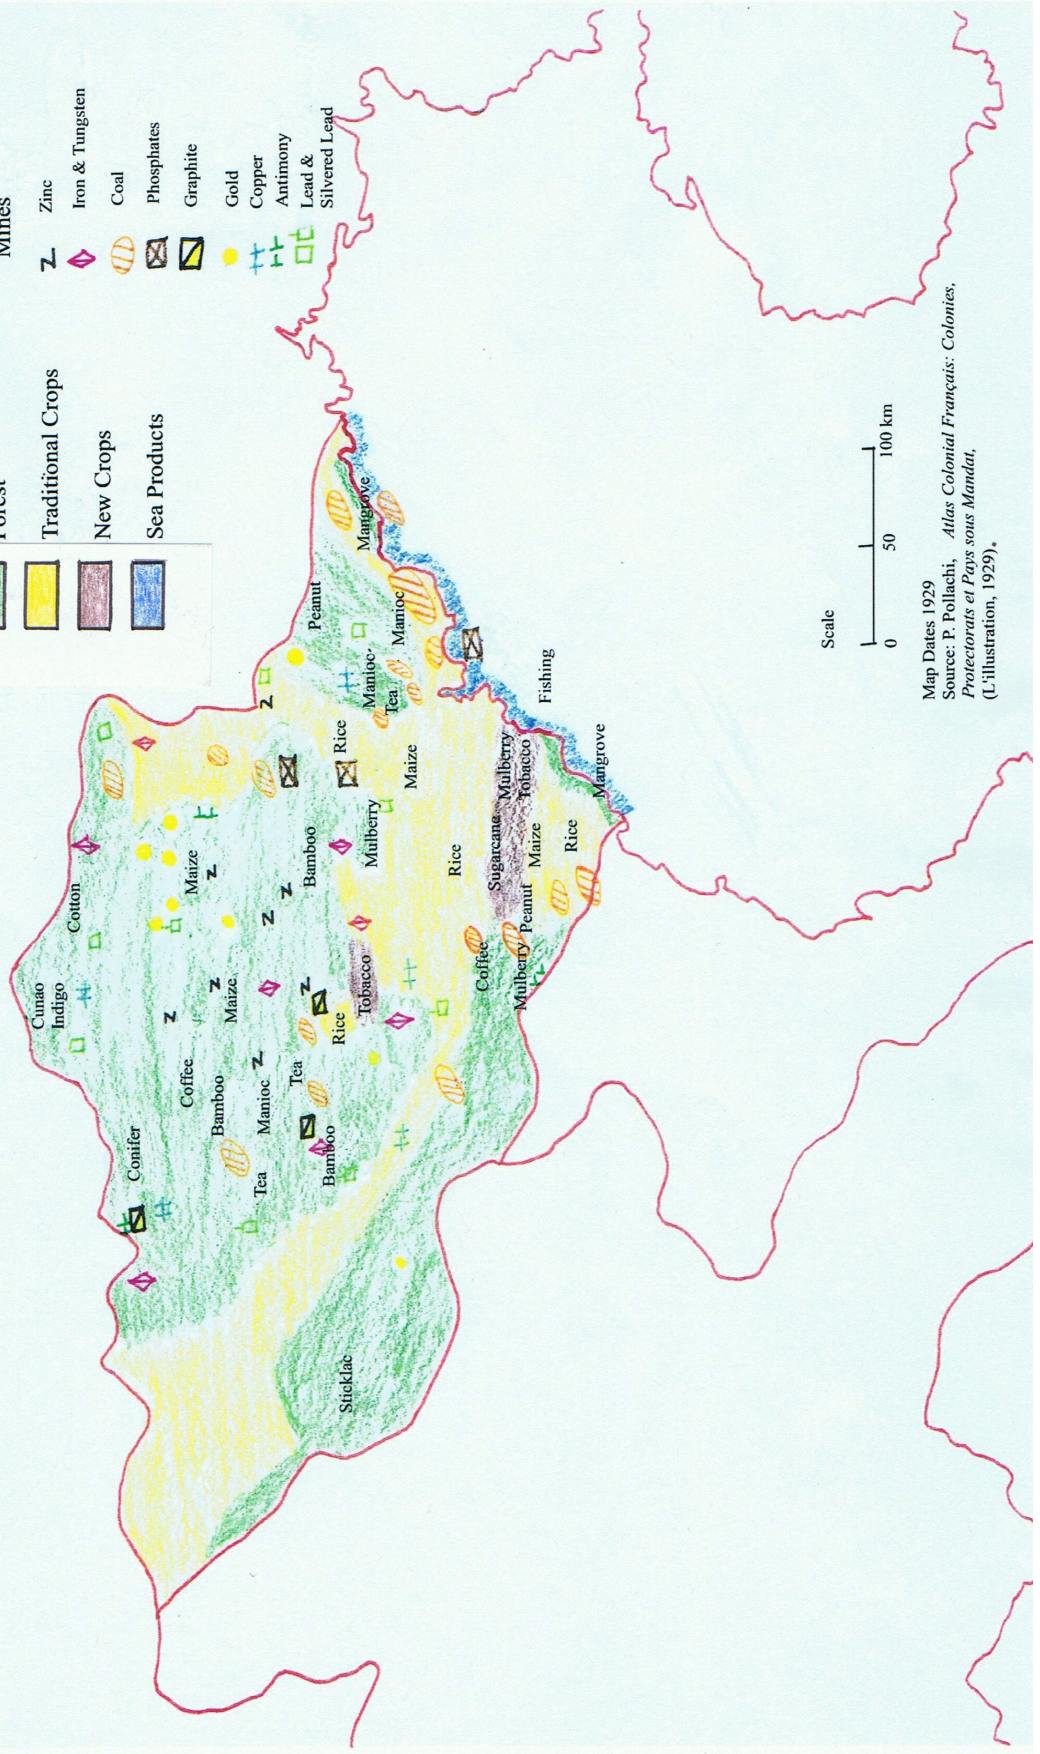 Forest
Traditional Crops
New Crops
Sea Products
Mines
Zinc
Iron & Tungsten
Coal
Phosphates
Graphite
Gold
Copper
Antimony
Lead &
Silvered Lead
Cunao
Indigo
Cotton
Conifer
Coffee
Maize
Bamboo
Maize
Manioc
Tea
Tea
Bamboo
Bamboo
Peanut
Rice
Tobacco
Mulberry
Rice
Mangrove
Manioc
Manioc-
Tea
Maize
Sticklac
Rice
Coffee
Sugarcane
Mulberry
Tobacco
Mulberry
Peanut
Maize
Fishing
Rice
Mangrove
Scale
0 50 100 km
Map Dates 1929
Source: P. Pollachi, Atlas Colonial Français: Colonies,
Protectorats et Pays sous Mandat,
(L'illustration, 1929).